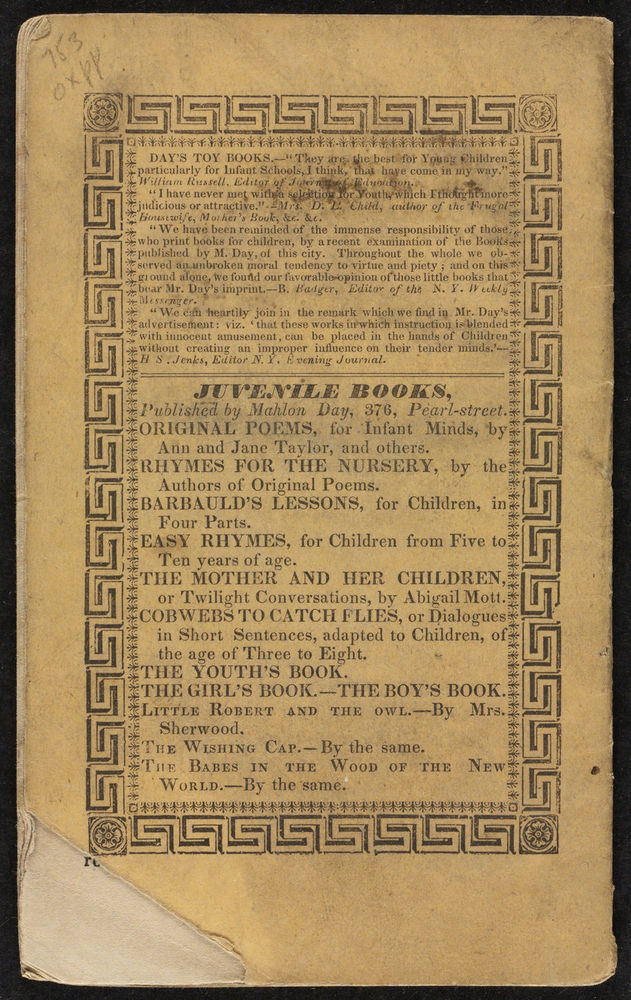 753
DAY'S TOY BOOKS.—"They are the best for Young Children
particularly for Infant Schools, I think, that have come in my way."
William Russell, Editor of Journal of Education.
"I have never met with a selection for Youth, which I thought more
judicious or attractive."—Mrs. D. L. Child, author of the Frugal
Housewife, Mother's Book, &c. &c.
"We have been reminded of the immense responsibility of those
who print books for children, by a recent examination of the Books
published by M. Day, of this city. Throughout the whole we ob-
served an unbroken moral tendency to virtue and piety; and on this
ground alone, we found our favorable opinion of those little books that
bear Mr. Day's imprint.—B. Badger, Editor of the N. Y. Weekly
Messenger.
"We can heartily join in the remark which we find in Mr. Day's
advertisement: viz. 'that these works in which instruction is blended
with innocent amusement, can be placed in the hands of Children
without creating an improper influence on their tender minds.'—
H S. Jenks, Editor N. Y. Evening Journal.
JUVENILE BOOKS,
Published by Mahlon Day, 376, Pearl-street.
ORIGINAL POEMS, for Infant Minds, by
Ann and Jane Taylor, and others.
RHYMES FOR THE NURSERY, by the
Authors of Original Poems.
BARBAULD'S LESSONS, for Children, in
Four Parts.
EASY RHYMES, for Children from Five to
Ten years of age.
THE MOTHER AND HER CHILDREN,
or Twilight Conversations, by Abigail Mott.
COBWEBS TO CATCH FLIES, or Dialogues
in Short Sentences, adapted to Children, of
the age of Three to Eight.
THE YOUTH'S BOOK.
THE GIRL'S BOOK.—THE BOY'S BOOK.
LITTLE ROBERT AND THE OWL.—By Mrs.
Sherwood.
THE WISHING CAP.—By the same.
THE BABES IN THE WOOD OF THE NEW
WORLD.—By the same.